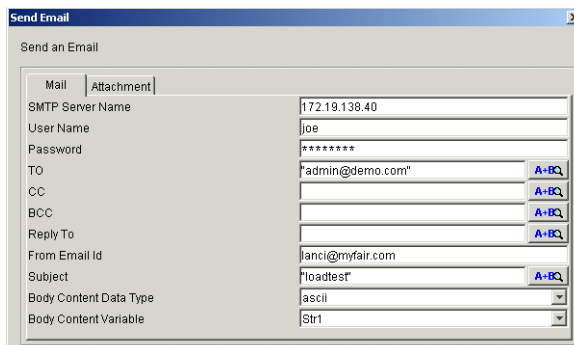 Send Email
Send an Email
Mail Attachment
SMTP Server Name 172.19.138.40
User Name joe
Password ********
TO "admin@demo.com" A+B
CC A+B
BCC A+B
Reply To A+B
From Email Id lanci@myfair.com
Subject "loadtest" A+B
Body Content Data Type ascii
Body Content Variable Str1